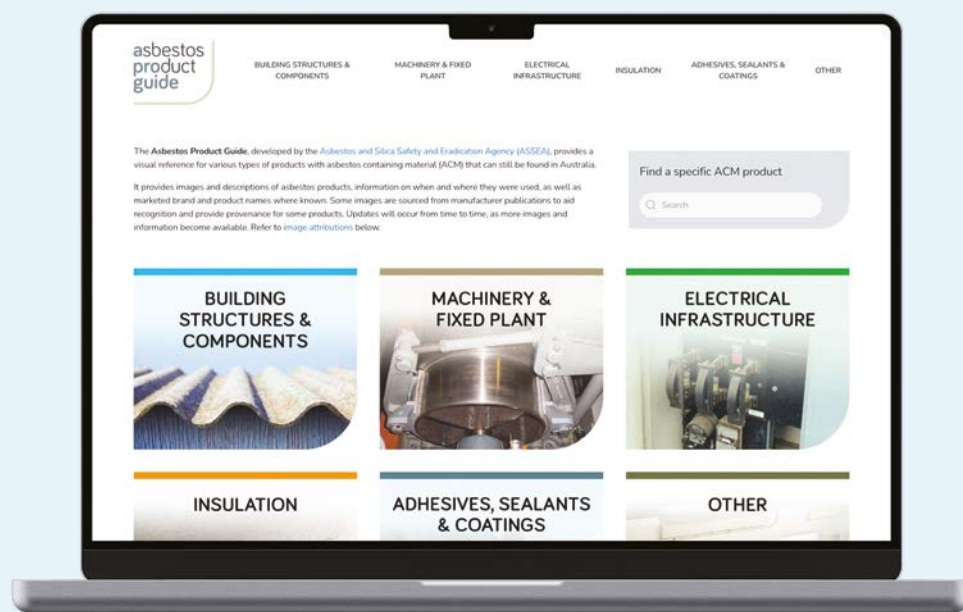 asbestos
product
guide
BUILDING STRUCTURES &
COMPONENTS
MACHINERY & FIXED
PLANT
ELECTRICAL
INFRASTRUCTURE
INSULATION
ADHESIVES, SEALANTS &
COATINGS
OTHER
The Asbestos Product Guide, developed by the Asbestos and Silica Safety and Eradication Agency (ASSEA), provides a
visual reference for various types of products with asbestos containing material (ACM) that can still be found in Australia.
It provides images and descriptions of asbestos products, information on when and where they were used, as well as
marketed brand and product names where known. Some images are sourced from manufacturer publications to aid
recognition and provide provenance for some products. Updates will occur from time to time, as more images and
information become available. Refer to image attributions below.
Find a specific ACM product
Search
BUILDING
STRUCTURES &
COMPONENTS
MACHINERY &
FIXED PLANT
ELECTRICAL
INFRASTRUCTURE
INSULATION
ADHESIVES, SEALANTS
& COATINGS
OTHER